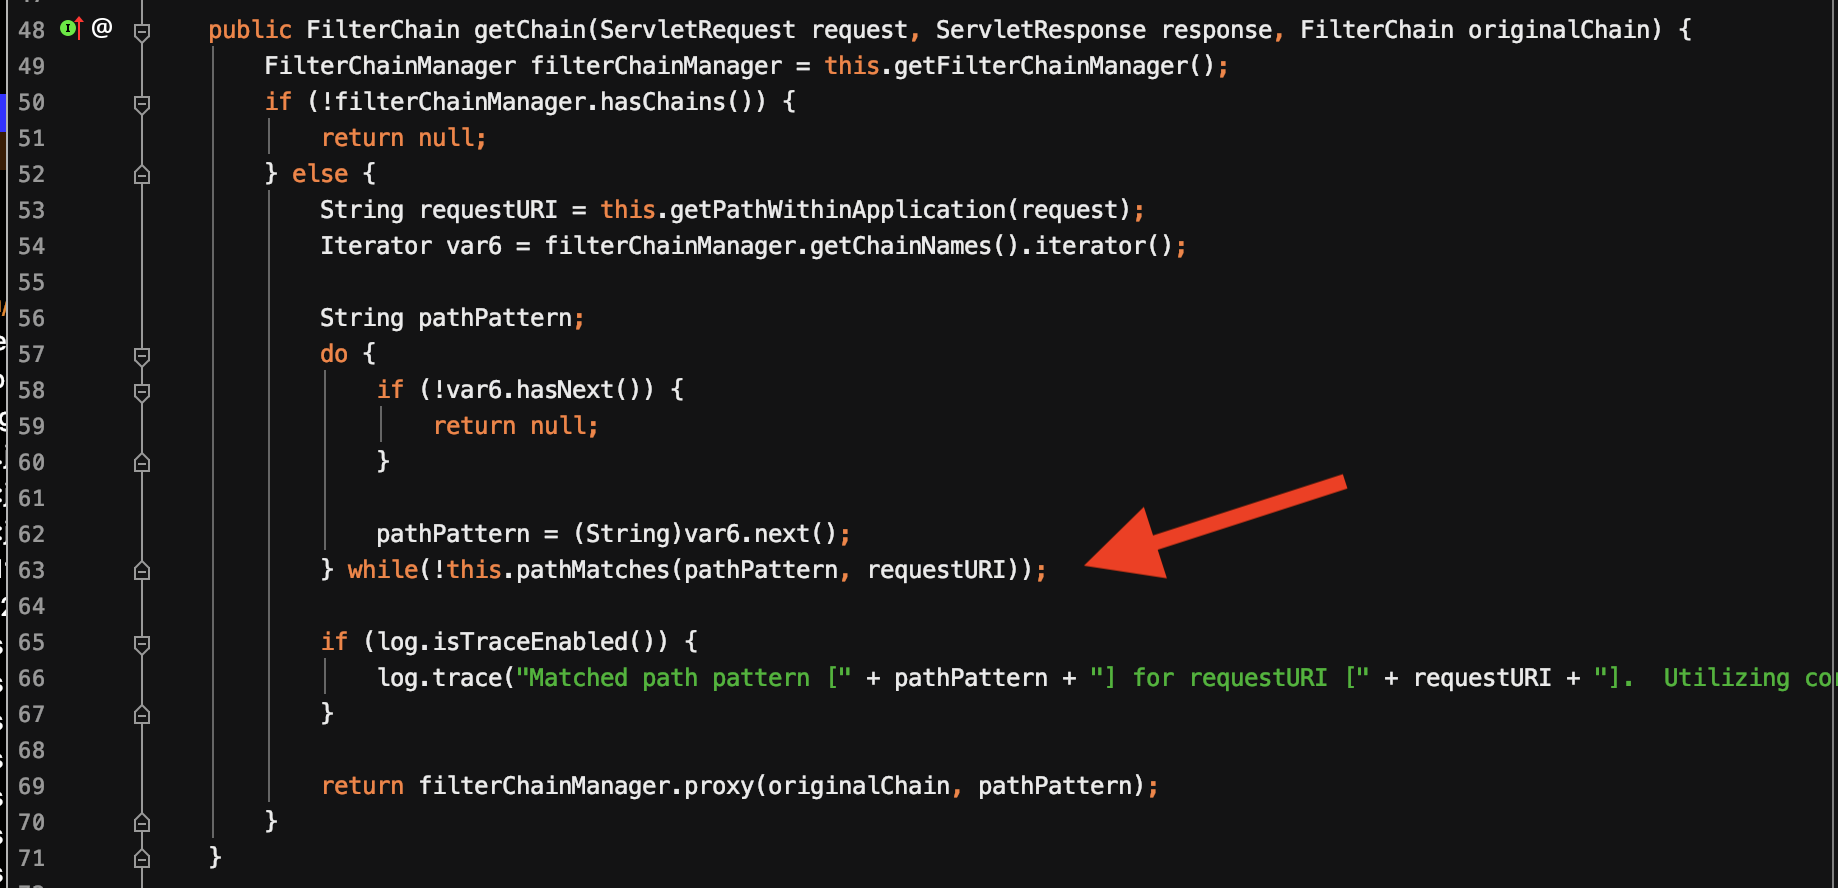 48 @ public FilterChain getChain(ServletRequest request, ServletResponse response, FilterChain originalChain) {
49 FilterChainManager filterChainManager = this.getFilterChainManager();
50 if (!filterChainManager.hasChains()) {
51 return null;
52 } else {
53 String requestURI = this.getPathWithinApplication(request);
54 Iterator var6 = filterChainManager.getChainNames().iterator();
55
56 String pathPattern;
57 do {
58 if (!var6.hasNext()) {
59 return null;
60 }
61
62 pathPattern = (String)var6.next();
63 } while(!this.pathMatches(pathPattern, requestURI));
64
65 if (log.isTraceEnabled()) {
66 log.trace("Matched path pattern [" + pathPattern + "] for requestURI [" + requestURI + "].  Utilizing
67 }
68
69 return filterChainManager.proxy(originalChain, pathPattern);
70 }
71 }